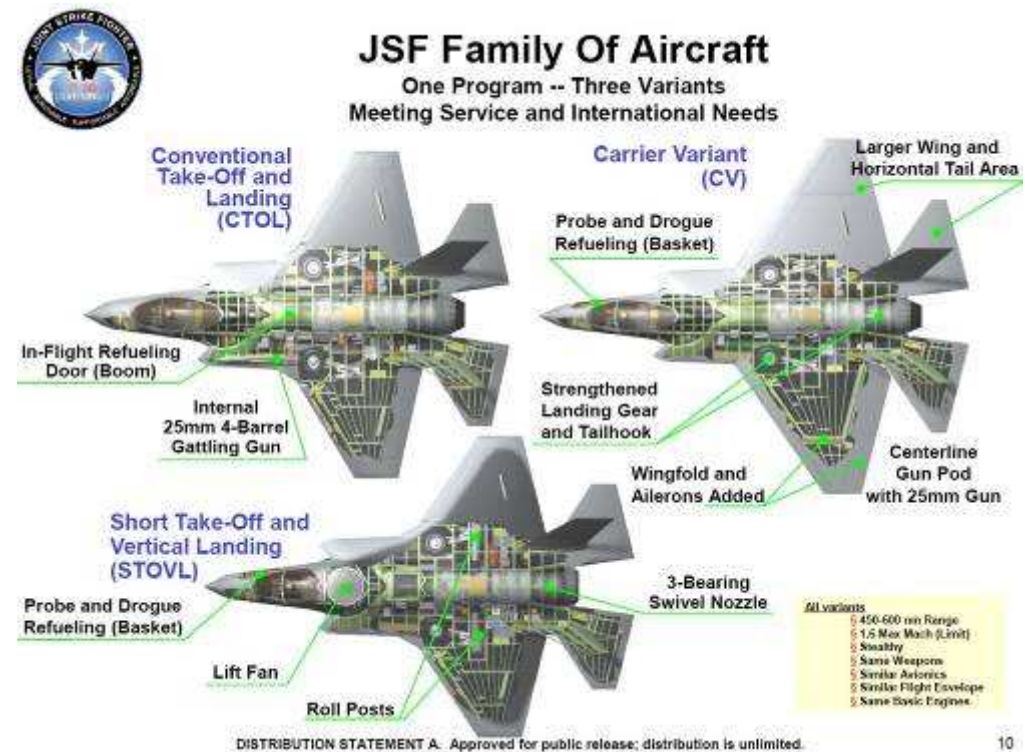 JOINT STRIKE FIGHTER
JSF Family Of Aircraft
One Program -- Three Variants
Meeting Service and International Needs
Conventional
Take-Off and
Landing
(CTOL)
In-Flight Refueling
Door (Boom)
Internal
25mm 4-Barrel
Gattling Gun
Carrier Variant
(CV)
Larger Wing and
Horizontal Tail Area
Probe and Drogue
Refueling (Basket)
Strengthened
Landing Gear
and Tailhook
Wingfold and
Ailerons Added
Centerline
Gun Pod
with 25mm Gun
Short Take-Off and
Vertical Landing
(STOVL)
Probe and Drogue
Refueling (Basket)
Lift Fan
Roll Posts
3-Bearing
Swivel Nozzle
All variants
§ 450-600 nm Range
§ 1.6 Max Mach (Limit)
§ Stealthy
§ Same Weapons
§ Similar Avionics
§ Similar Flight Envelope
§ Same Basic Engines
DISTRIBUTION STATEMENT A. Approved for public release; distribution is unlimited.
10